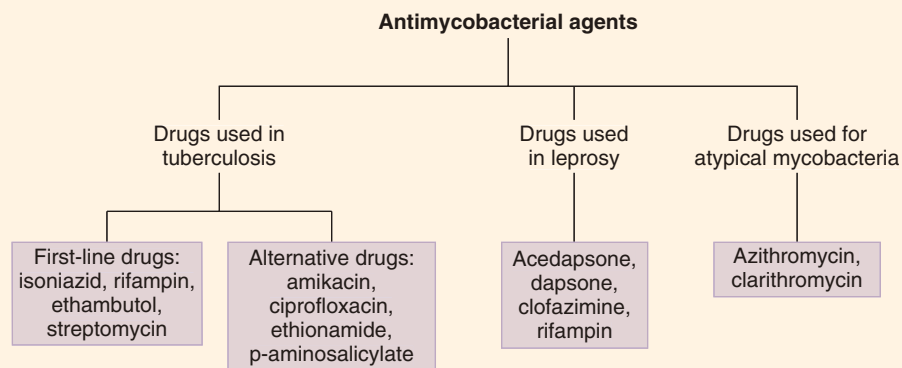 Antimycobacterial agents
Drugs used in
tuberculosis
Drugs used
in leprosy
Drugs used for
atypical mycobacteria
First-line drugs:
isoniazid, rifampin,
ethambutol,
streptomycin
Alternative drugs:
amikacin,
ciprofloxacin,
ethionamide,
p-aminosalicylate
Acedapsone,
dapsone,
clofazimine,
rifampin
Azithromycin,
clarithromycin